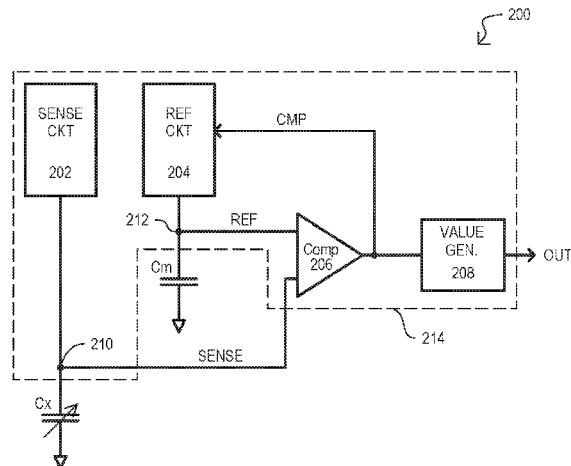 200
SENSE
CKT
202
REF
CKT
204
CMP
212
REF
Comp
206
VALUE
GEN.
208
OUT
Cm
214
210
SENSE
Cx